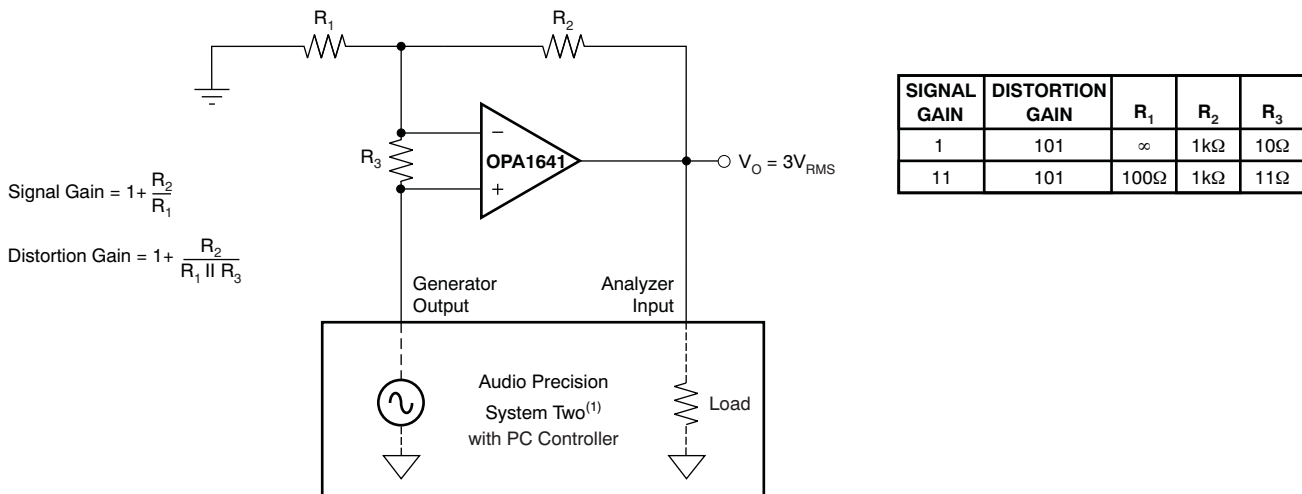 R1
R2
R3
−
OPA1641
+
VO = 3VRMS
Signal Gain = 1+ R2
R1
Distortion Gain = 1+ R2
R1 II R3
Generator
Output
Analyzer
Input
Audio Precision
System Two(1)
with PC Controller
Load
SIGNAL GAIN DISTORTION GAIN R1 R2 R3
1 101 ∞ 1kΩ 10Ω
11 101 100Ω 1kΩ 11Ω